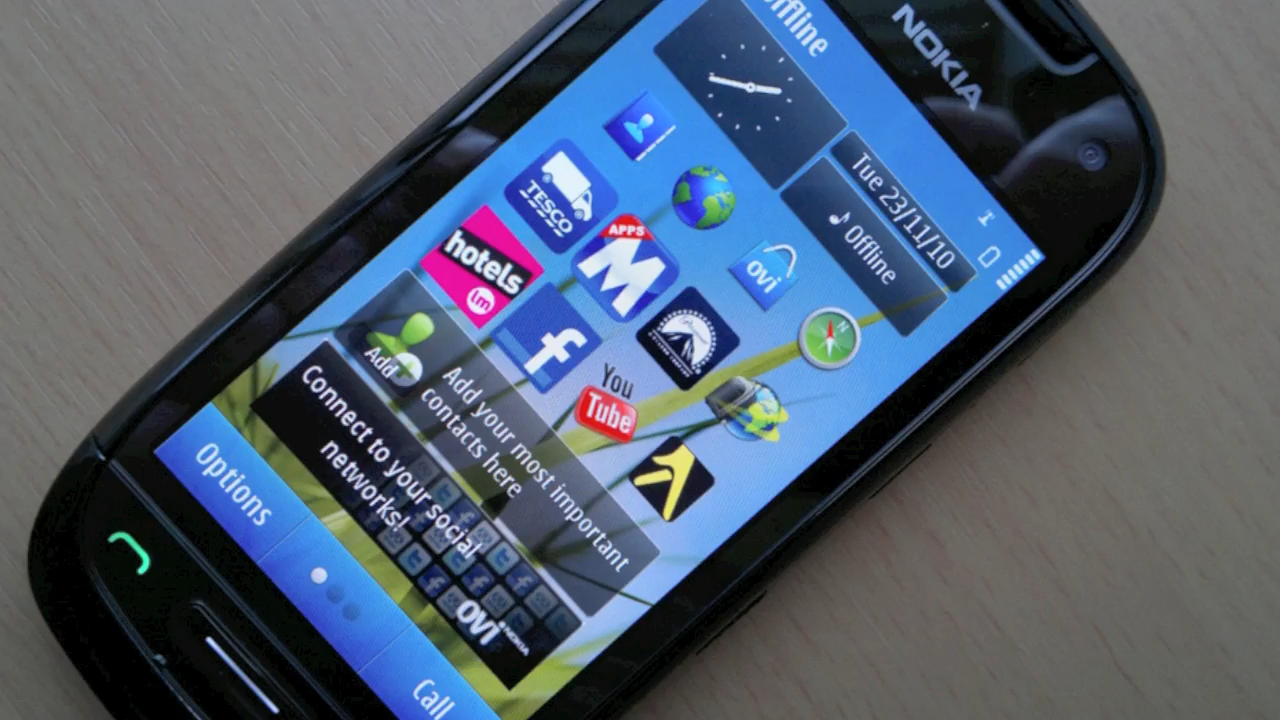 NOKIA
Offline
Tue 23/11/10
Offline
TESCO
APPS
M
ovi
N
hotels
lm
f
You
Tube
Add
Add your most important
contacts here
Connect to your social
networks!
ovi
NOKIA
Options
Call